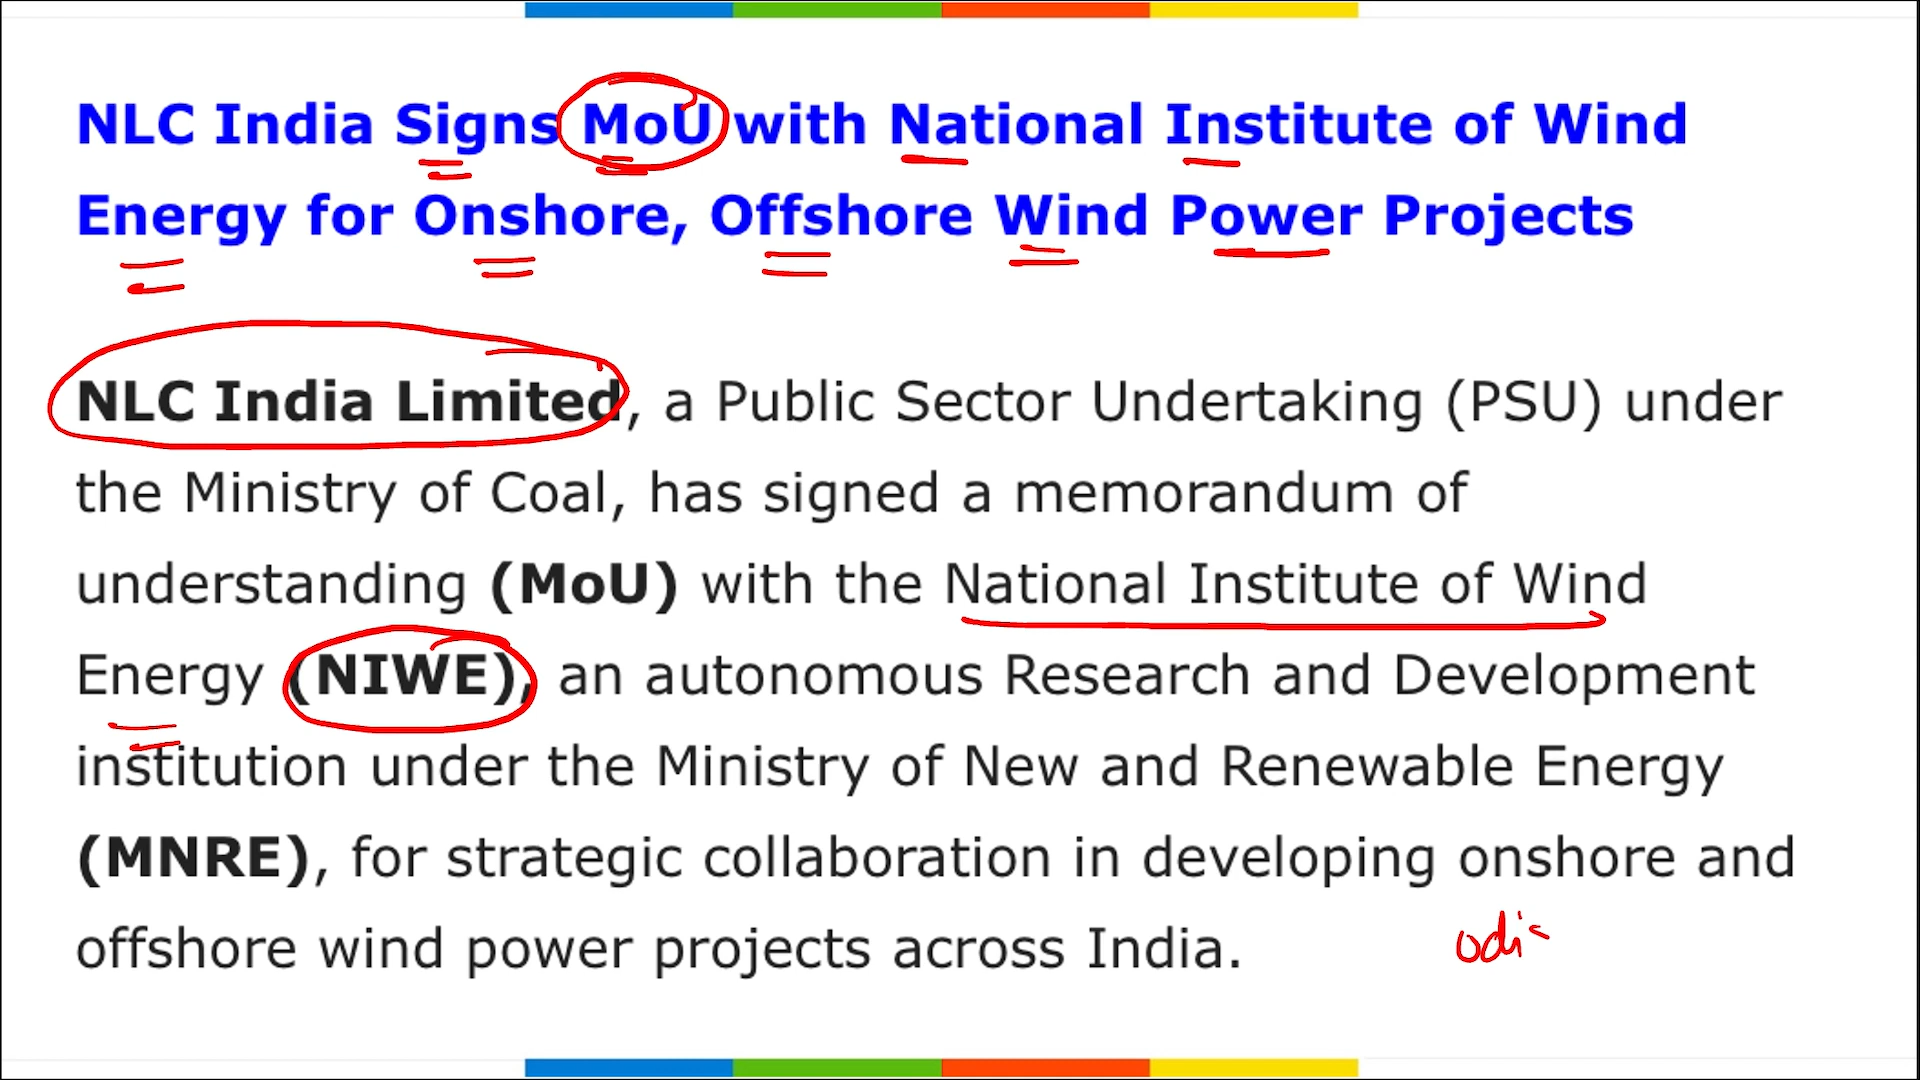 NLC India Signs MoU with National Institute of Wind
Energy for Onshore, Offshore Wind Power Projects
NLC India Limited, a Public Sector Undertaking (PSU) under
the Ministry of Coal, has signed a memorandum of
understanding (MoU) with the National Institute of Wind
Energy (NIWE), an autonomous Research and Development
institution under the Ministry of New and Renewable Energy
(MNRE), for strategic collaboration in developing onshore and
offshore wind power projects across India.